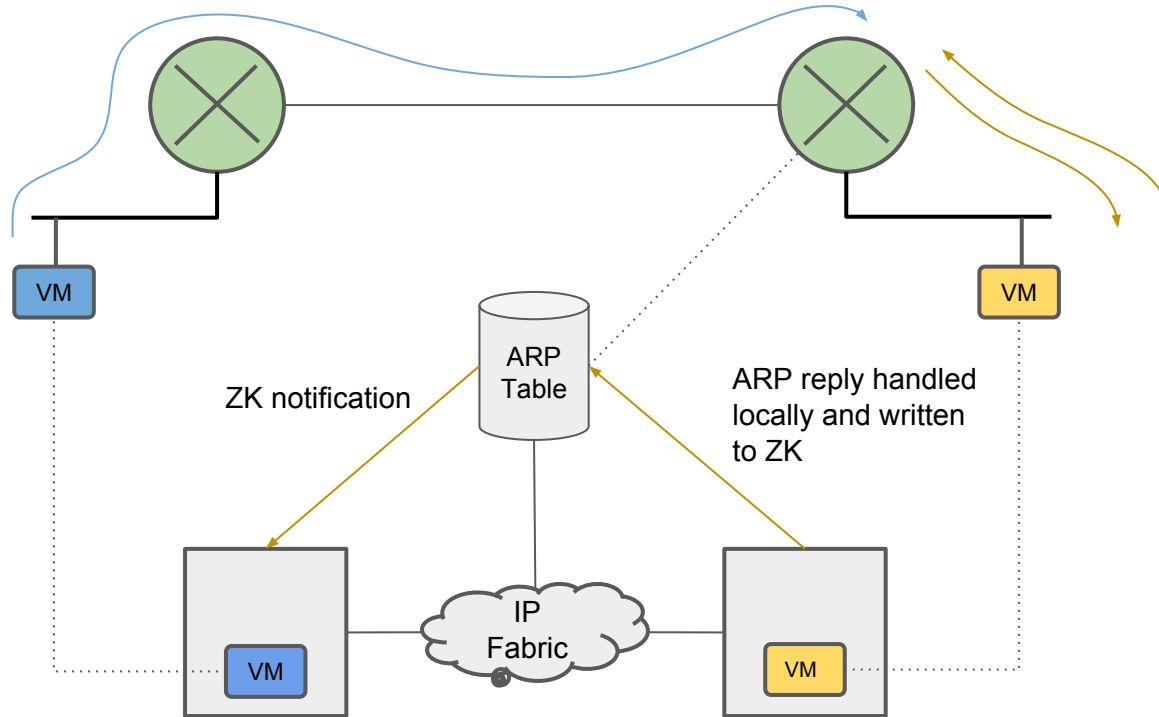 VM
VM
ARP
Table
ZK notification
ARP reply handled
locally and written
to ZK
IP
Fabric
VM
VM